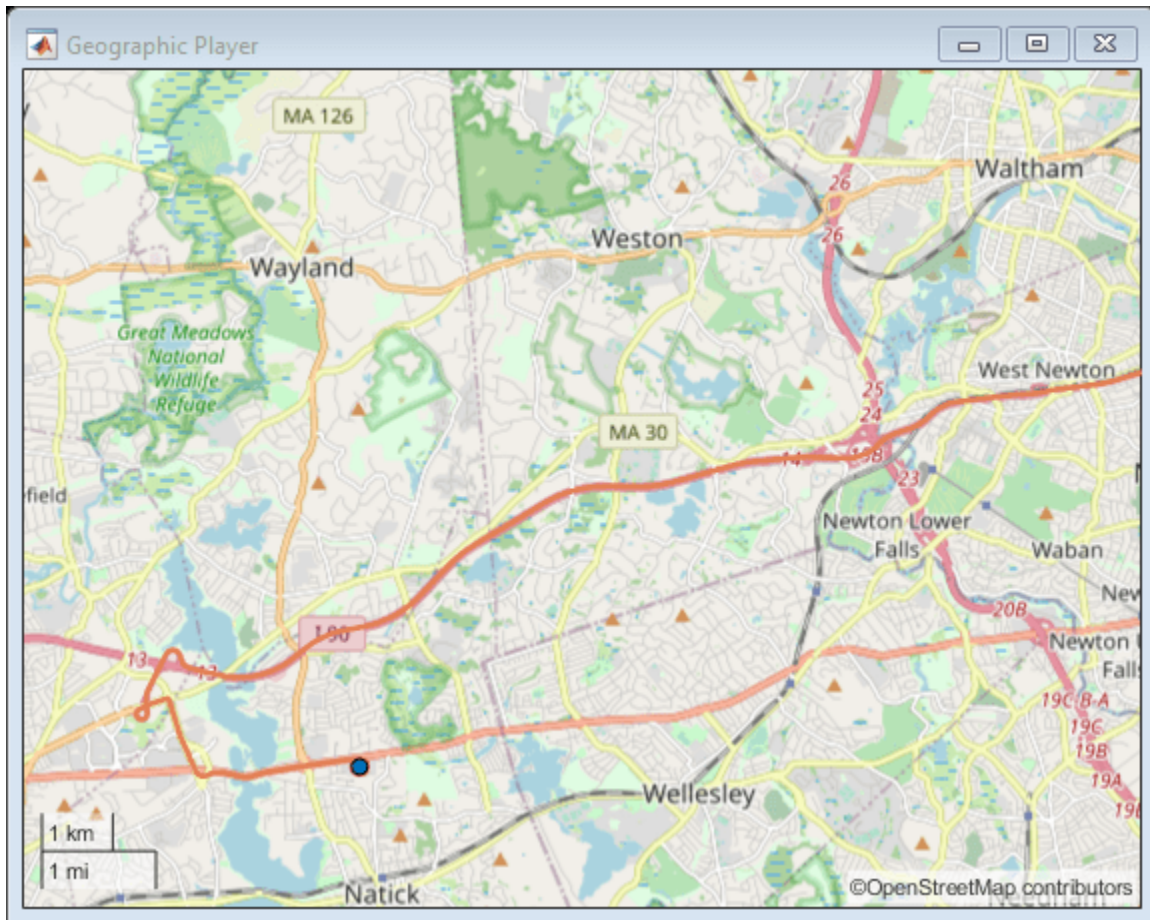 Geographic Player
MA 126
Waltham
26
26
Weston
Wayland
Great Meadows
National
Wildlife
Refuge
West Newton
25
24
MA 30
14
15B
23
efield
Newton Lower
Falls
Waban
New
20B
I 90
Newton U
Falls
13
13
19C-B-A
19C
19B
19A
Wellesley
1 km
1 mi
Natick
©OpenStreetMap contributors
Needham